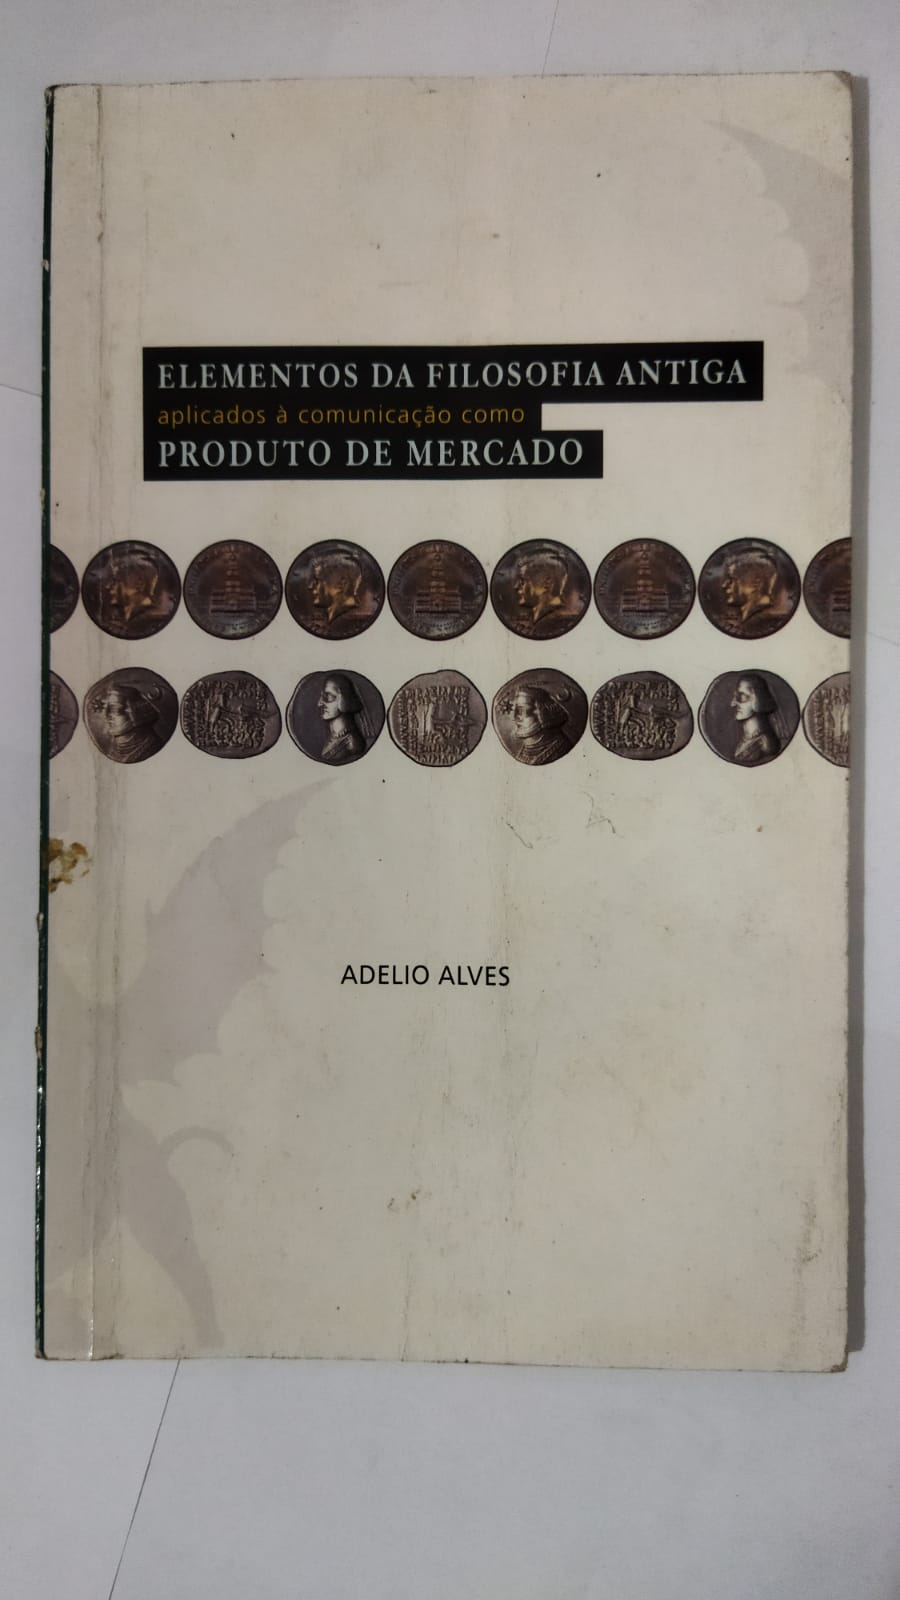 ELEMENTOS DA FILOSOFIA ANTIGA
aplicados à comunicação como
PRODUTO DE MERCADO
ADELIO ALVES